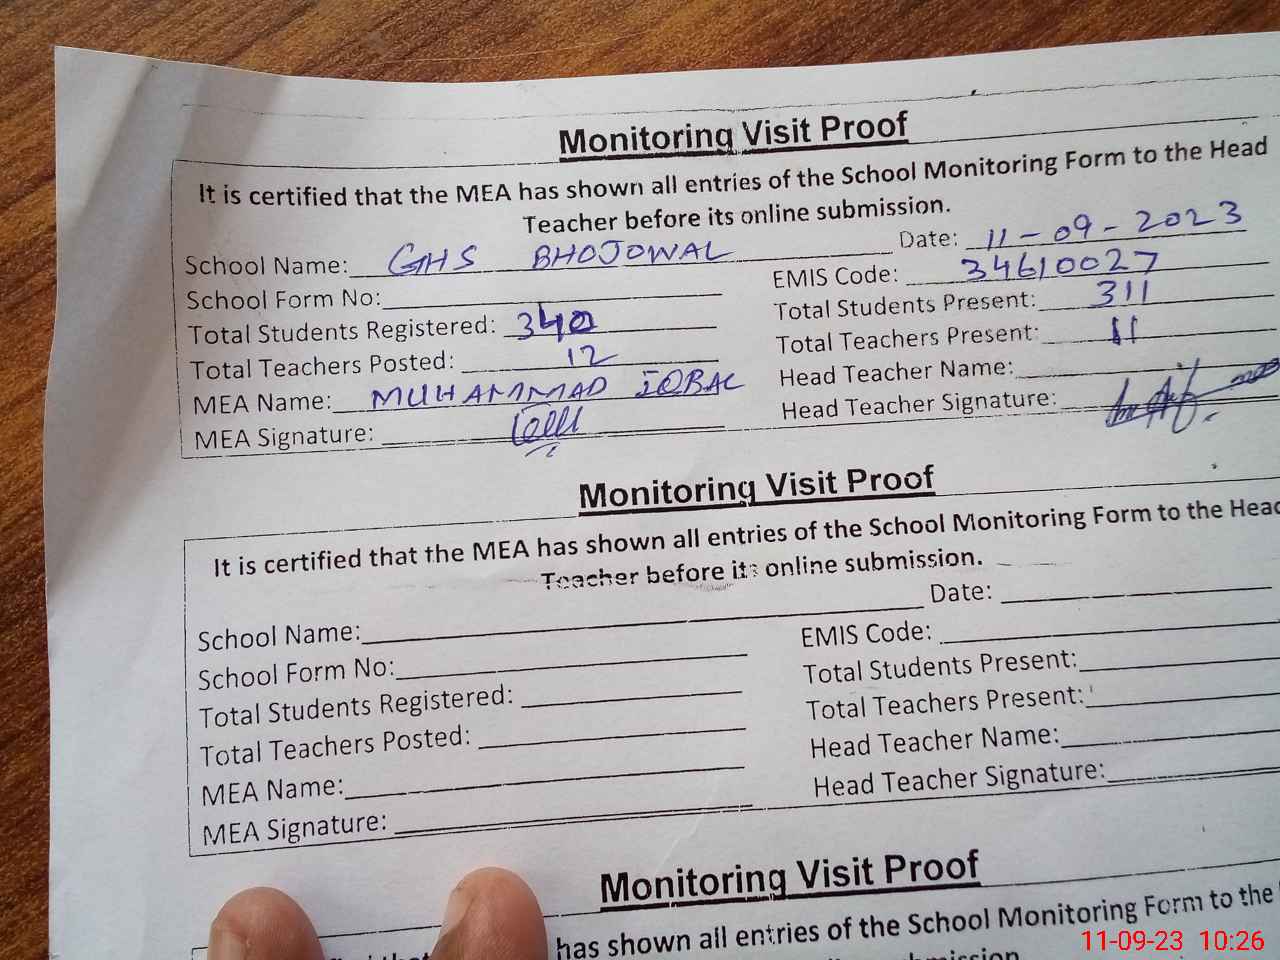 Monitoring Visit Proof
It is certified that the MEA has shown all entries of the School Monitoring Form to the Head
Teacher before its online submission.
School Name: GHS BHOJOWAL Date: 11-09-2023
School Form No: EMIS Code: 34610027
Total Students Registered: 340 Total Students Present: 311
Total Teachers Posted: 12 Total Teachers Present: 11
MEA Name: MUHAMMAD IQBAL Head Teacher Name:
MEA Signature: Head Teacher Signature:
Monitoring Visit Proof
It is certified that the MEA has shown all entries of the School Monitoring Form to the Head
Teacher before its online submission.
School Name: Date:
School Form No: EMIS Code:
Total Students Registered: Total Students Present:
Total Teachers Posted: Total Teachers Present:
MEA Name: Head Teacher Name:
MEA Signature: Head Teacher Signature:
Monitoring Visit Proof
has shown all entries of the School Monitoring Form to the
11-09-23 10:26